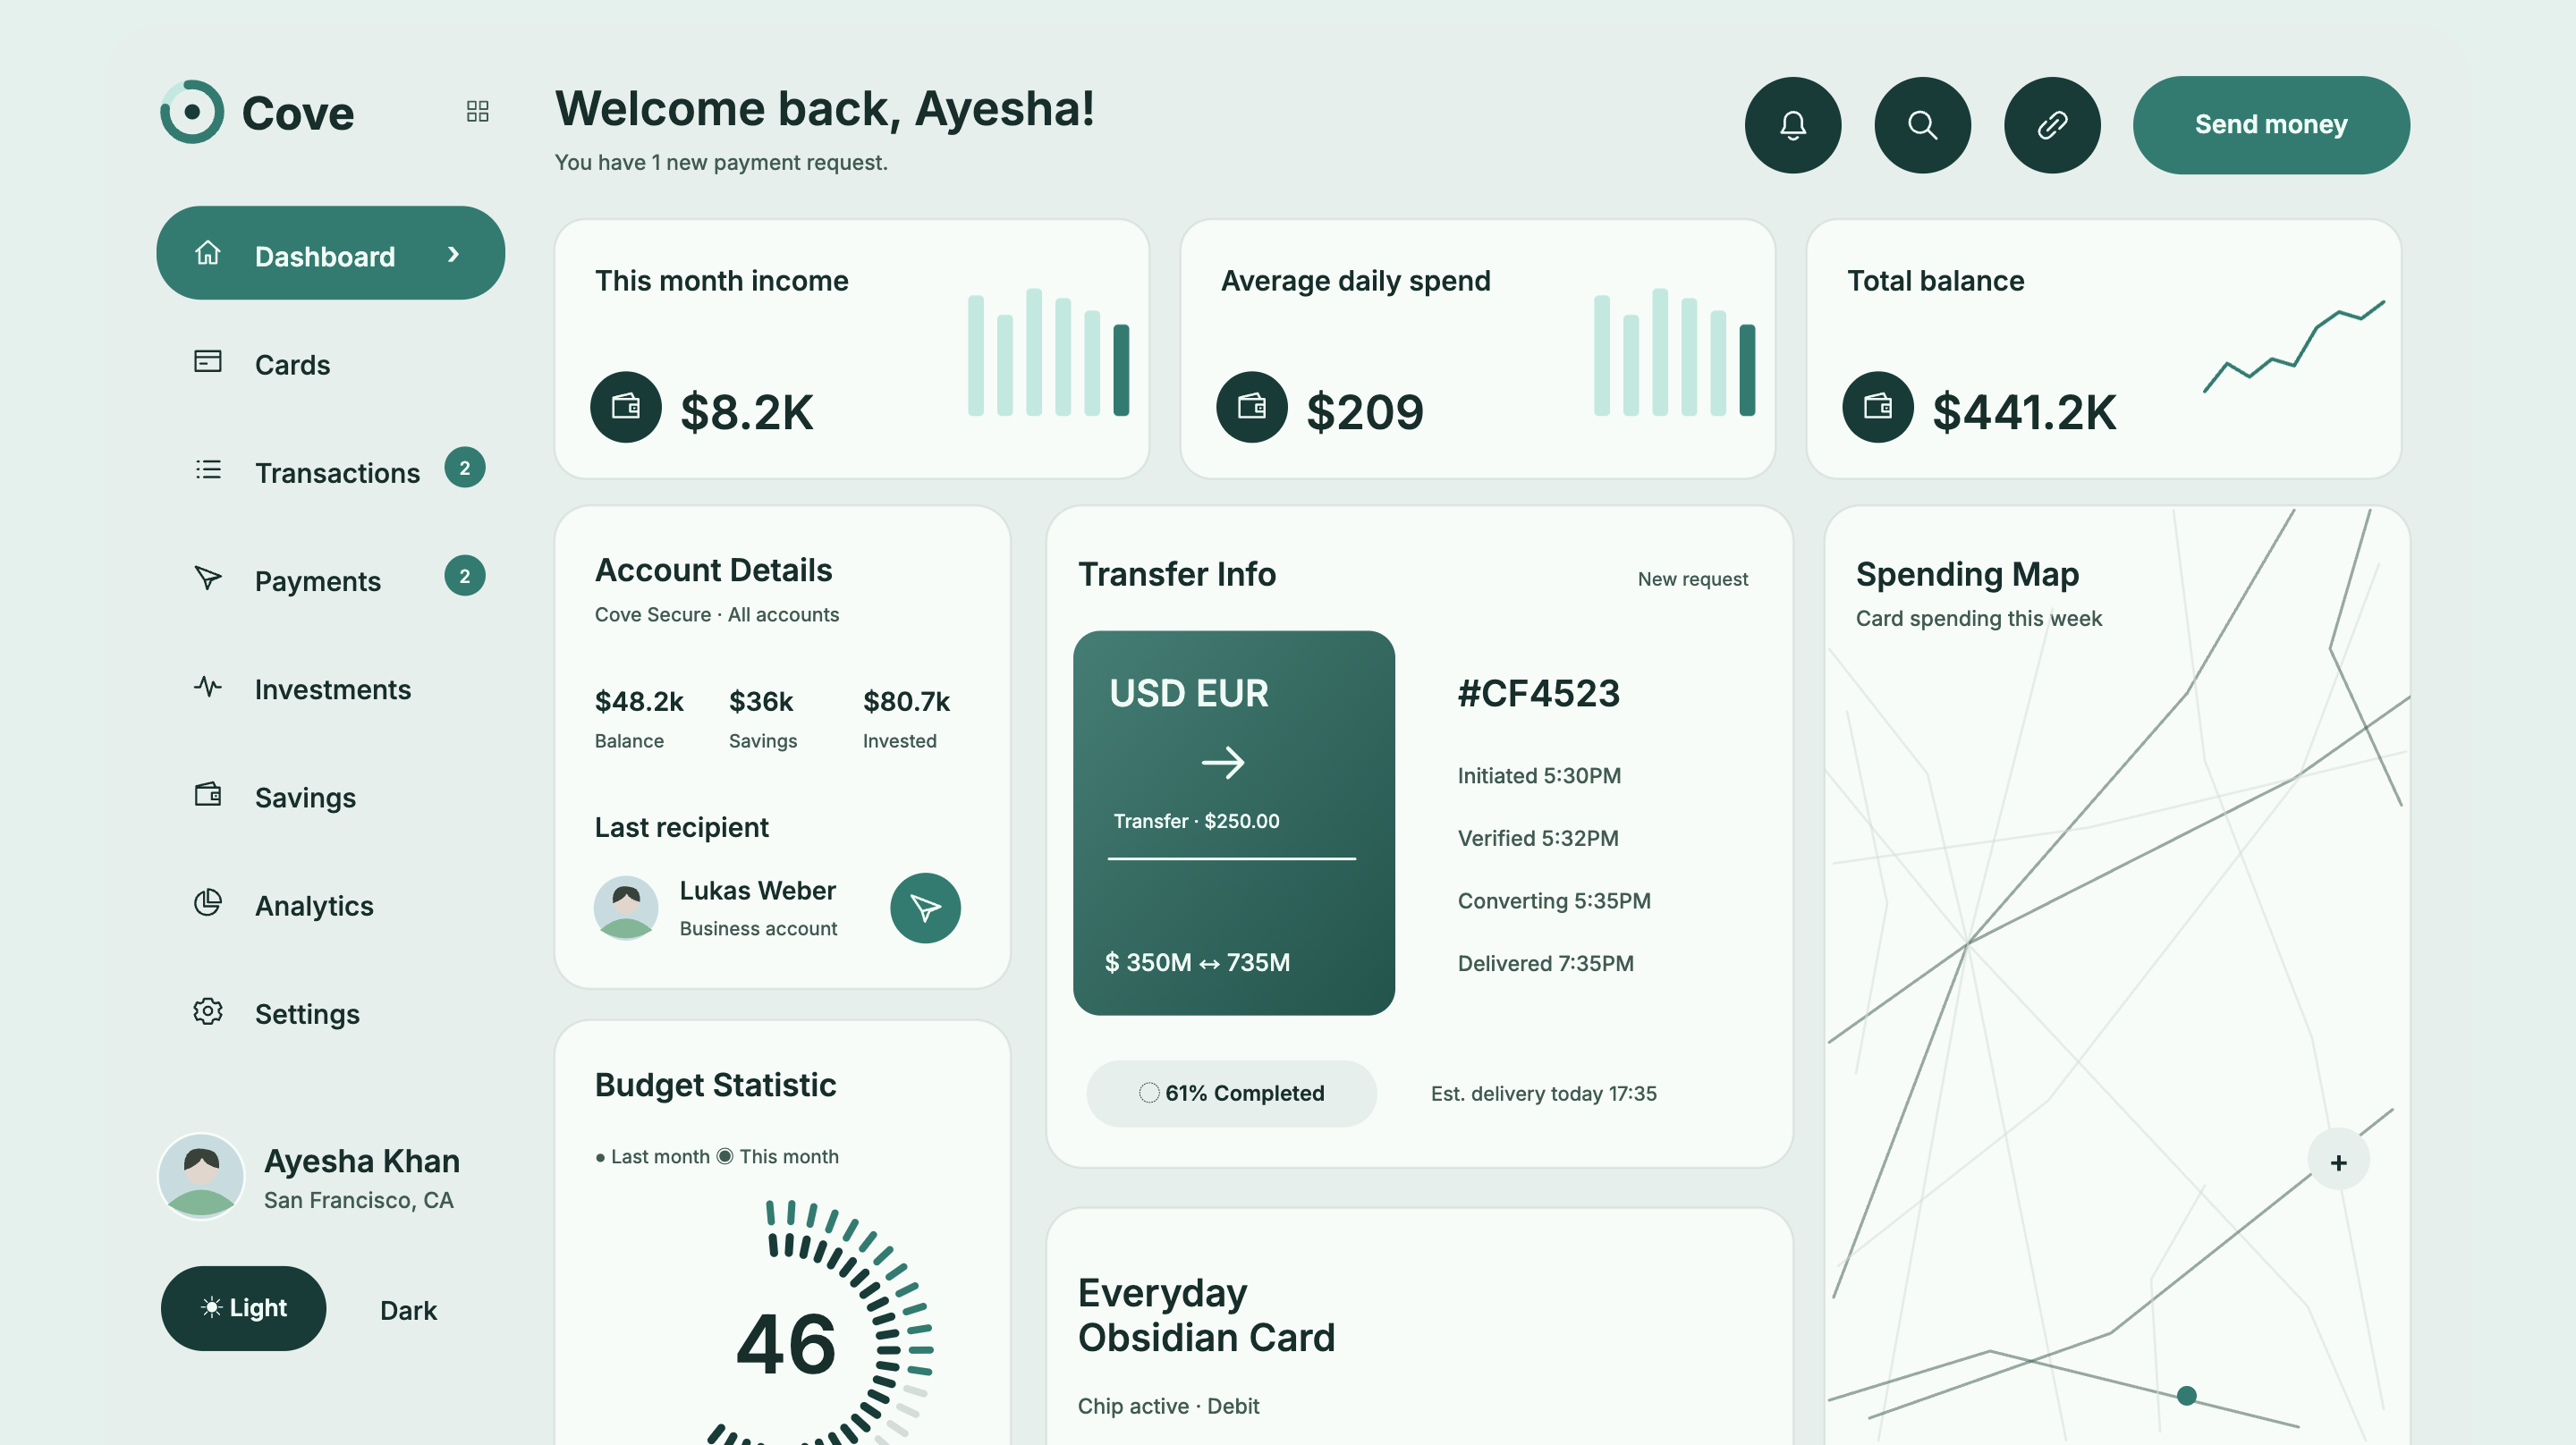 Cove
Welcome back, Ayesha!
You have 1 new payment request.
Send money
Dashboard ›
Cards
Transactions 2
Payments 2
Investments
Savings
Analytics
Settings
Ayesha Khan
San Francisco, CA
☀ Light
Dark
This month income
$8.2K
Average daily spend
$209
Total balance
$441.2K
Account Details
Cove Secure · All accounts
$48.2k $36k $80.7k
Balance Savings Invested
Last recipient
Lukas Weber
Business account
Budget Statistic
● Last month ◉ This month
46
Transfer Info
New request
USD EUR
Transfer · $250.00
$ 350M ↔ 735M
#CF4523
Initiated 5:30PM
Verified 5:32PM
Converting 5:35PM
Delivered 7:35PM
◌ 61% Completed
Est. delivery today 17:35
Everyday
Obsidian Card
Chip active · Debit
Spending Map
Card spending this week
+